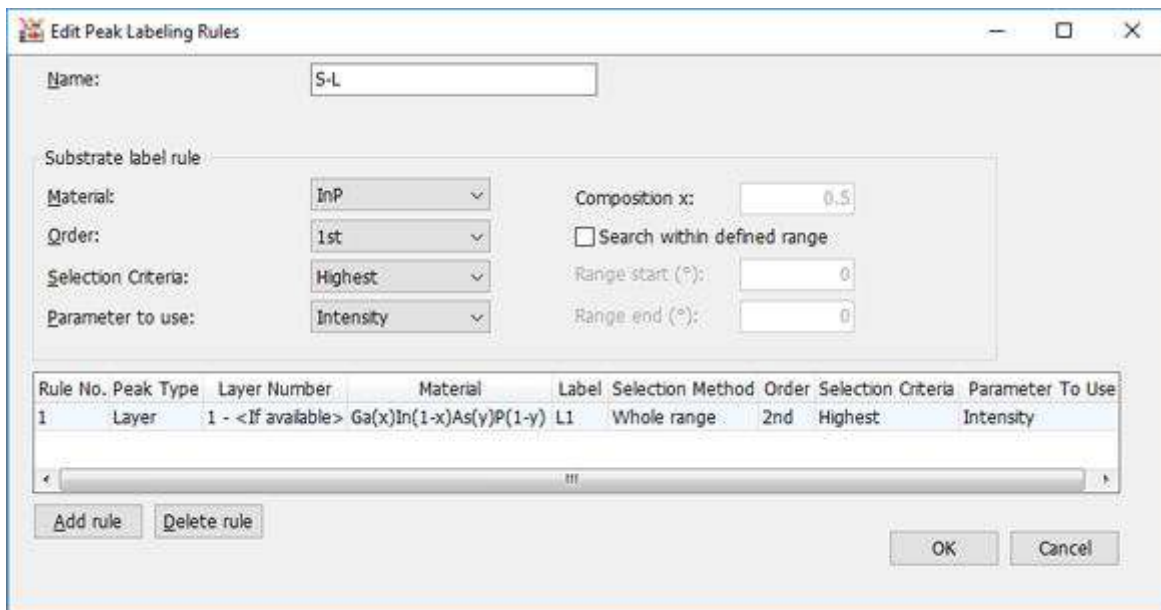 Edit Peak Labeling Rules
Name: S-L
Substrate label rule
Material: InP Composition x: 0.5
Order: 1st Search within defined range
Selection Criteria: Highest Range start (°): 0
Parameter to use: Intensity Range end (°): 0
Rule No. Peak Type Layer Number Material Label Selection Method Order Selection Criteria Parameter To Use
1 Layer 1 - <If available> Ga(x)In(1-x)As(y)P(1-y) L1 Whole range 2nd Highest Intensity
Add rule Delete rule
OK Cancel